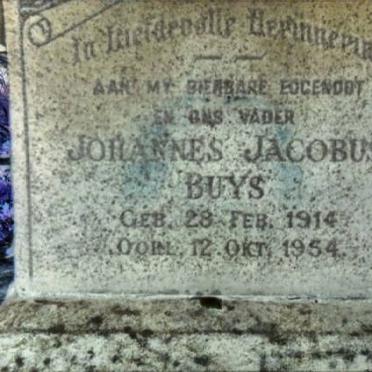 In Liefdevolle Herinnering
AAN MY DIERBARE EGGENOOT
EN ONS VADER
JOHANNES JACOBUS
BUYS
GEB. 28 FEB. 1914
OORL. 12 OKT. 1954.